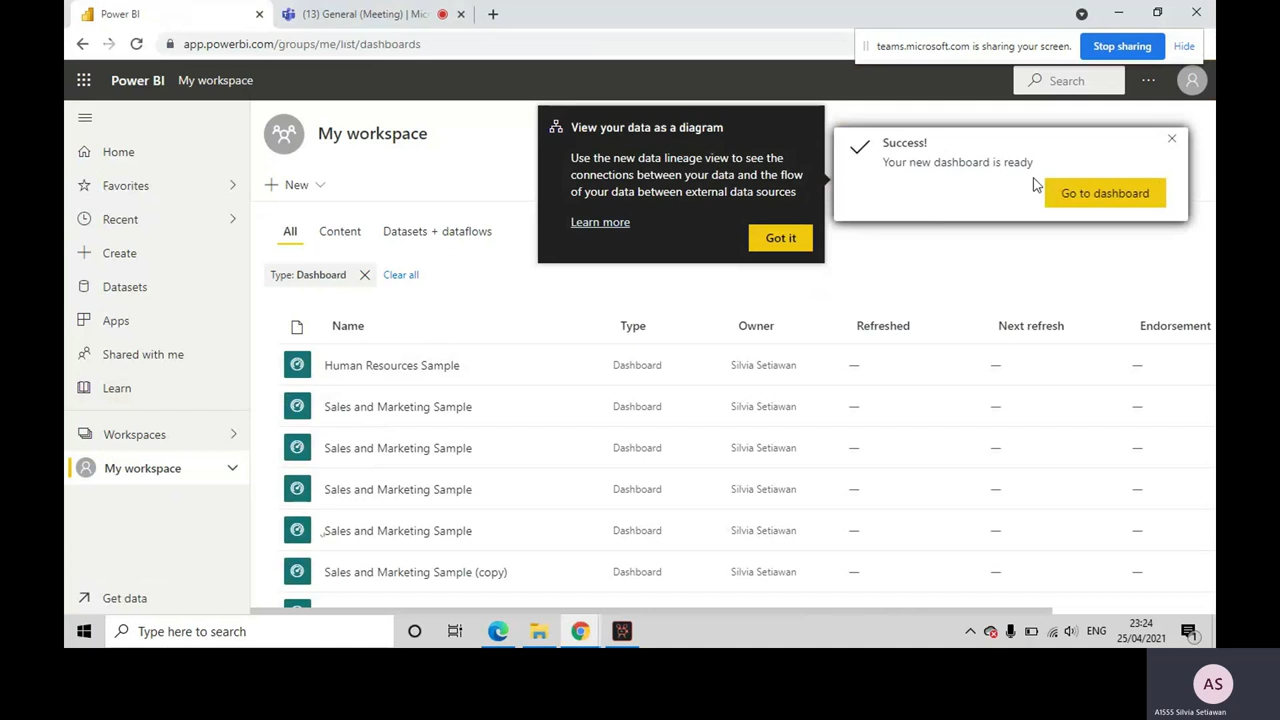 Power BI
(13) General (Meeting) | Mic
app.powerbi.com/groups/me/list/dashboards
teams.microsoft.com is sharing your screen.
Stop sharing
Hide
Power BI
My workspace
Search
Home
Favorites
Recent
Create
Datasets
Apps
Shared with me
Learn
Workspaces
My workspace
Get data
My workspace
New
All
Content
Datasets + dataflows
Type: Dashboard
Clear all
View your data as a diagram
Use the new data lineage view to see the
connections between your data and the flow
of your data between external data sources
Learn more
Got it
Success!
Your new dashboard is ready
Go to dashboard
Name Type Owner Refreshed Next refresh Endorsement
Human Resources Sample Dashboard Silvia Setiawan — — —
Sales and Marketing Sample Dashboard Silvia Setiawan — — —
Sales and Marketing Sample Dashboard Silvia Setiawan — — —
Sales and Marketing Sample Dashboard Silvia Setiawan — — —
Sales and Marketing Sample Dashboard Silvia Setiawan — — —
Sales and Marketing Sample (copy) Dashboard Silvia Setiawan — — —
Type here to search
ENG
23:24
25/04/2021
1
AS
A1555 Silvia Setiawan